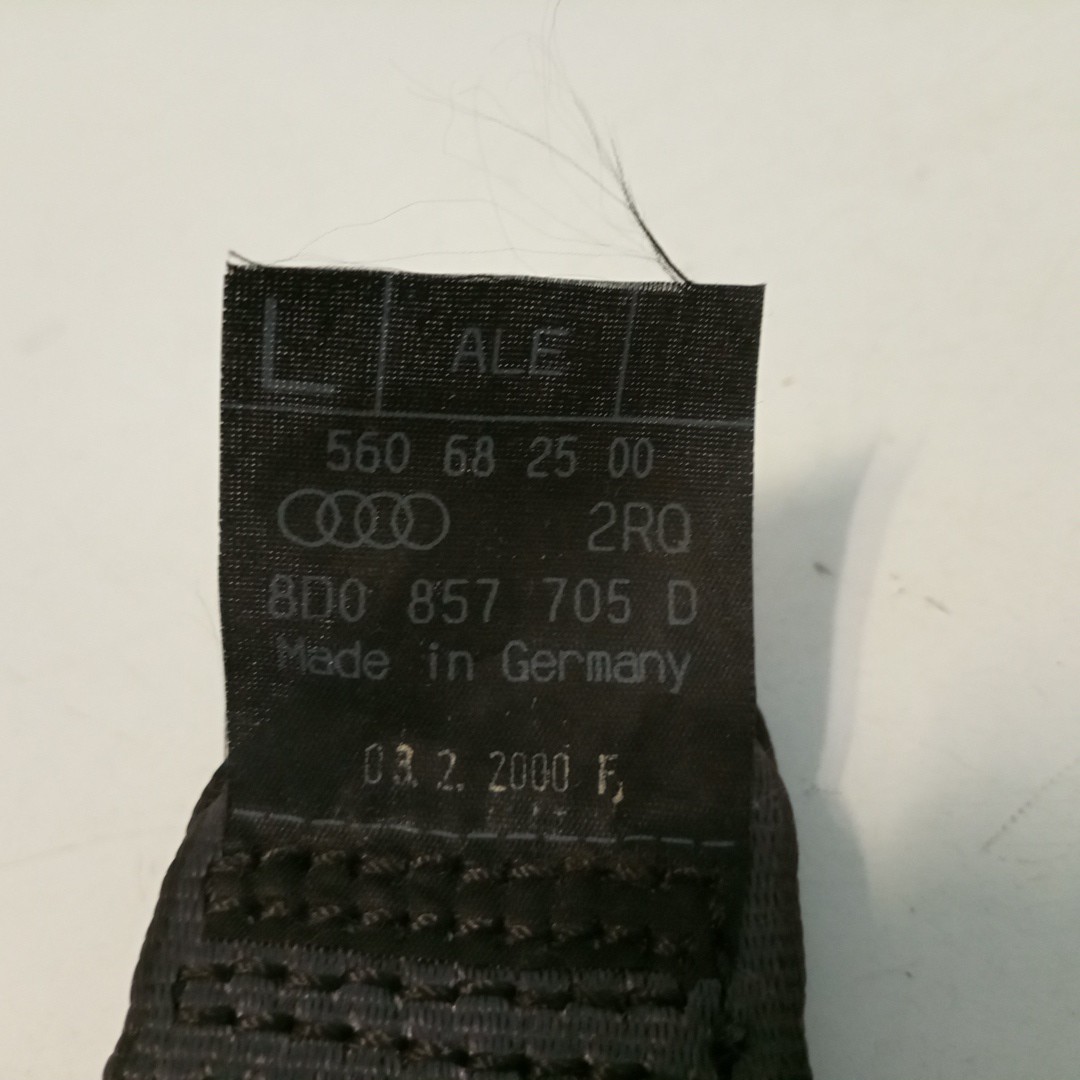 L ALE
560 68 25 00
2RQ
8D0 857 705 D
Made in Germany
03.2.2000 F